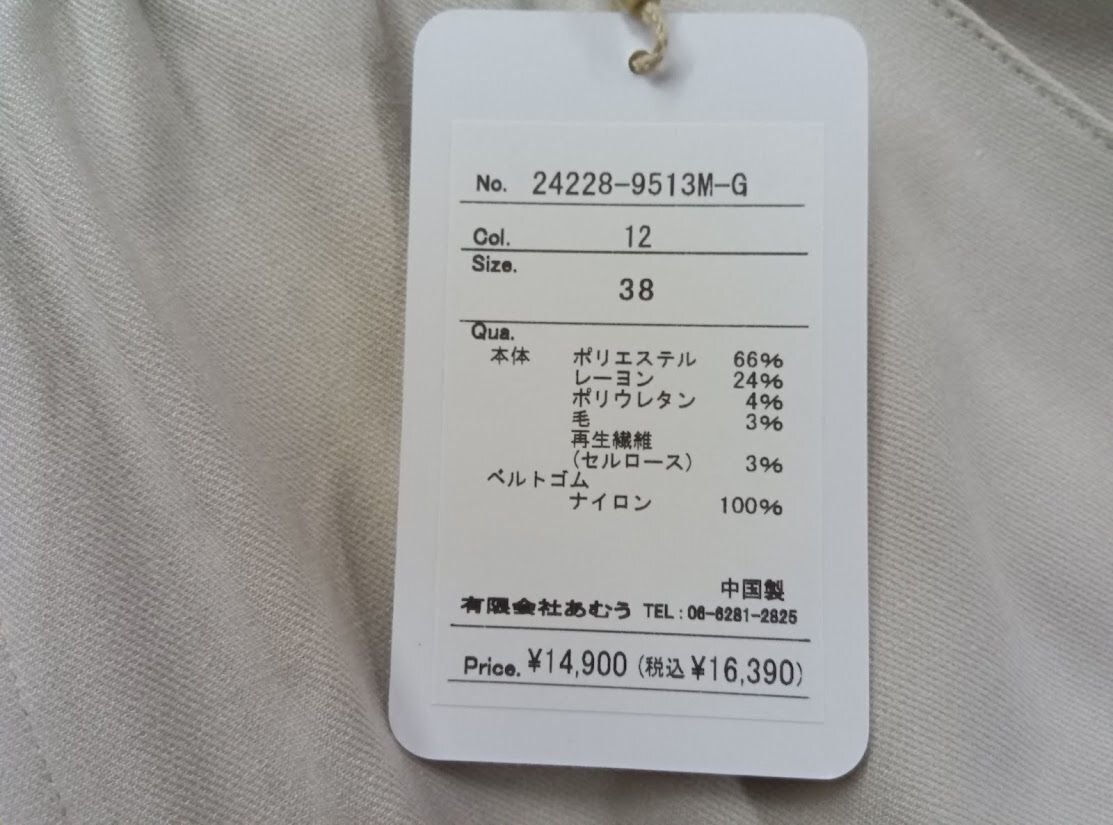 No. 24228-9513M-G
Col. 12
Size.
38
Qua.
本体 ポリエステル 66%
レーヨン 24%
ポリウレタン 4%
毛 3%
再生繊維
(セルロース) 3%
ベルトゴム
ナイロン 100%
中国製
有限会社あむう TEL:06-6281-2825
Price. ¥14,900 (税込 ¥16,390)